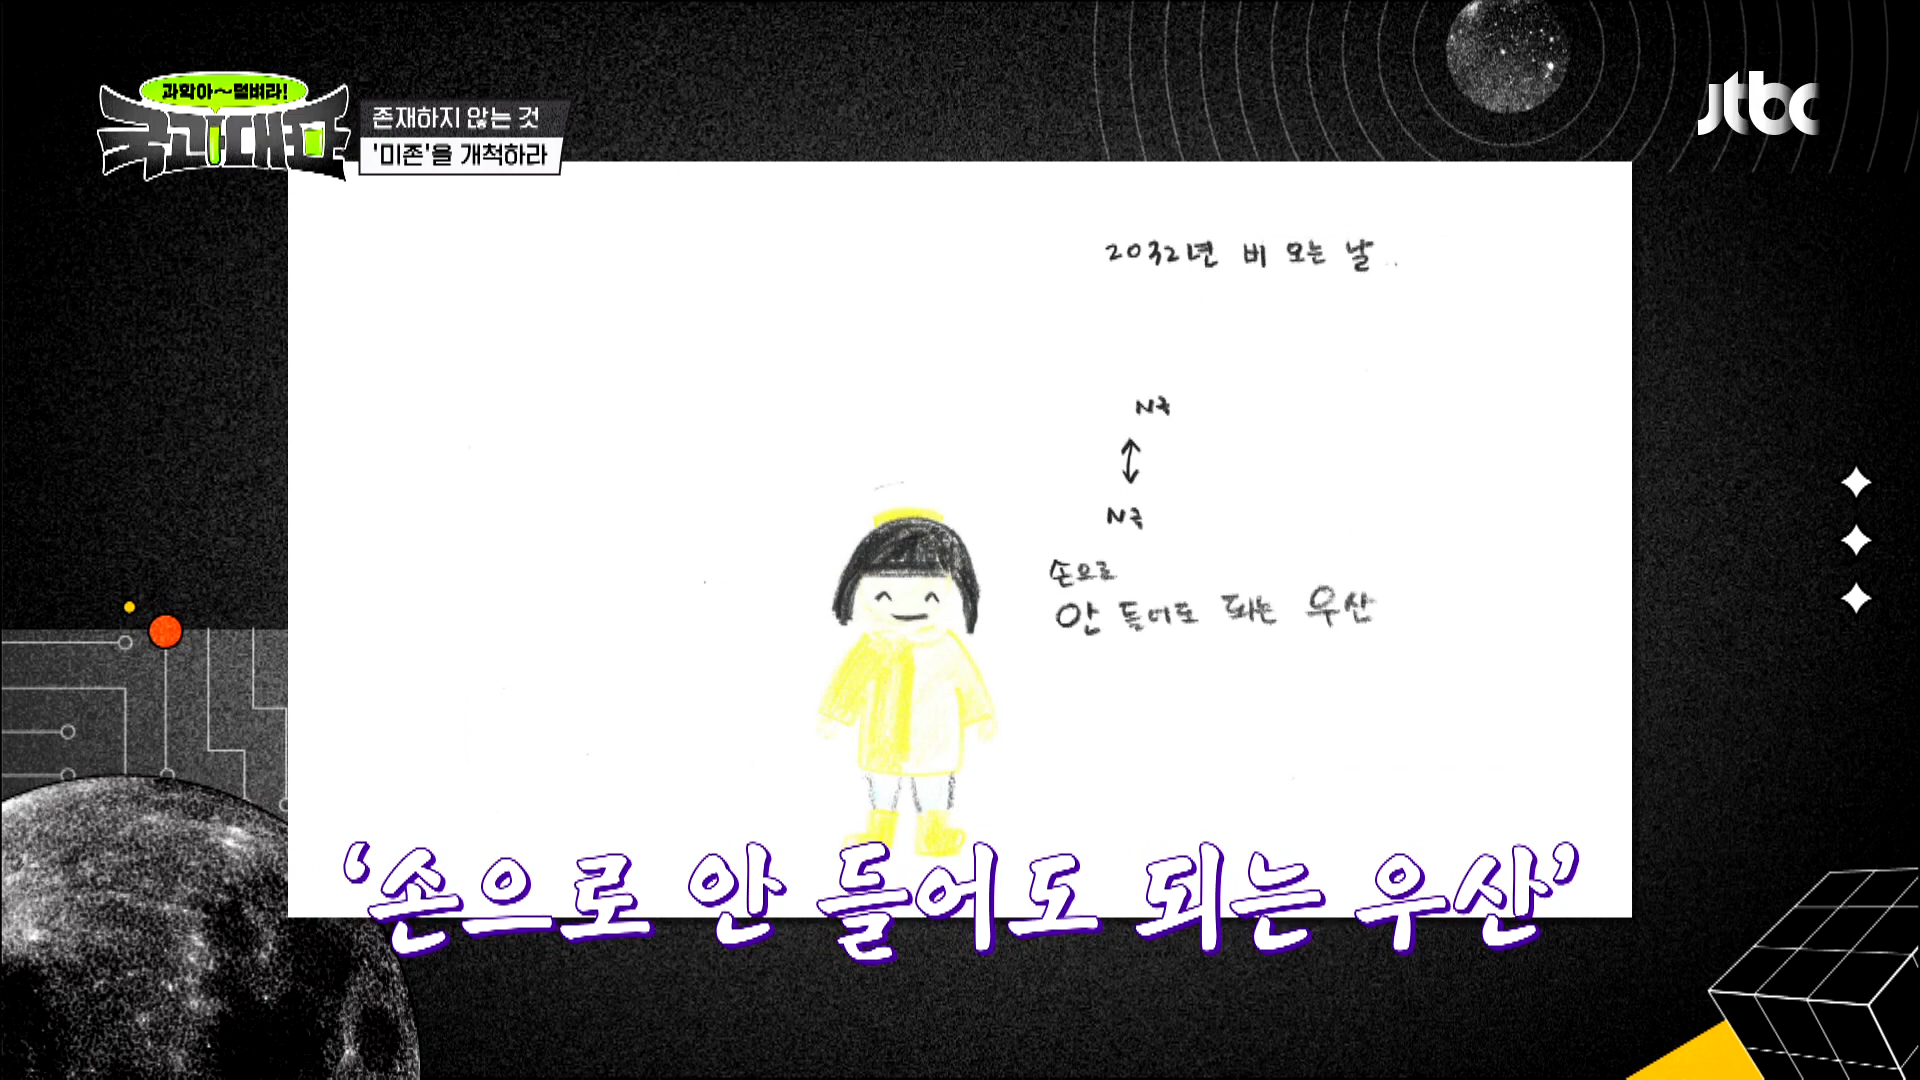 과학아~덤벼라!
국과대표
존재하지 않는 것
'미존'을 개척하라
jtbc
2032년 비 오는 날..
N극
N극
손으로
안 들어도 되는 우산
'손으로 안 들어도 되는 우산'